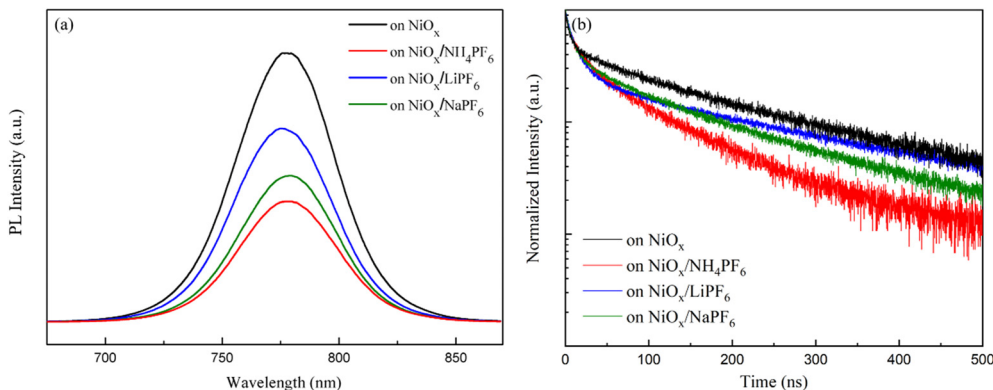 (a)
on NiOₓ
on NiOₓ/NH₄PF₆
on NiOₓ/LiPF₆
on NiOₓ/NaPF₆
PL Intensity (a.u.)
700 750 800 850
Wavelength (nm)
(b)
Normalized Intensity (a.u.)
on NiOₓ
on NiOₓ/NH₄PF₆
on NiOₓ/LiPF₆
on NiOₓ/NaPF₆
0 100 200 300 400 500
Time (ns)